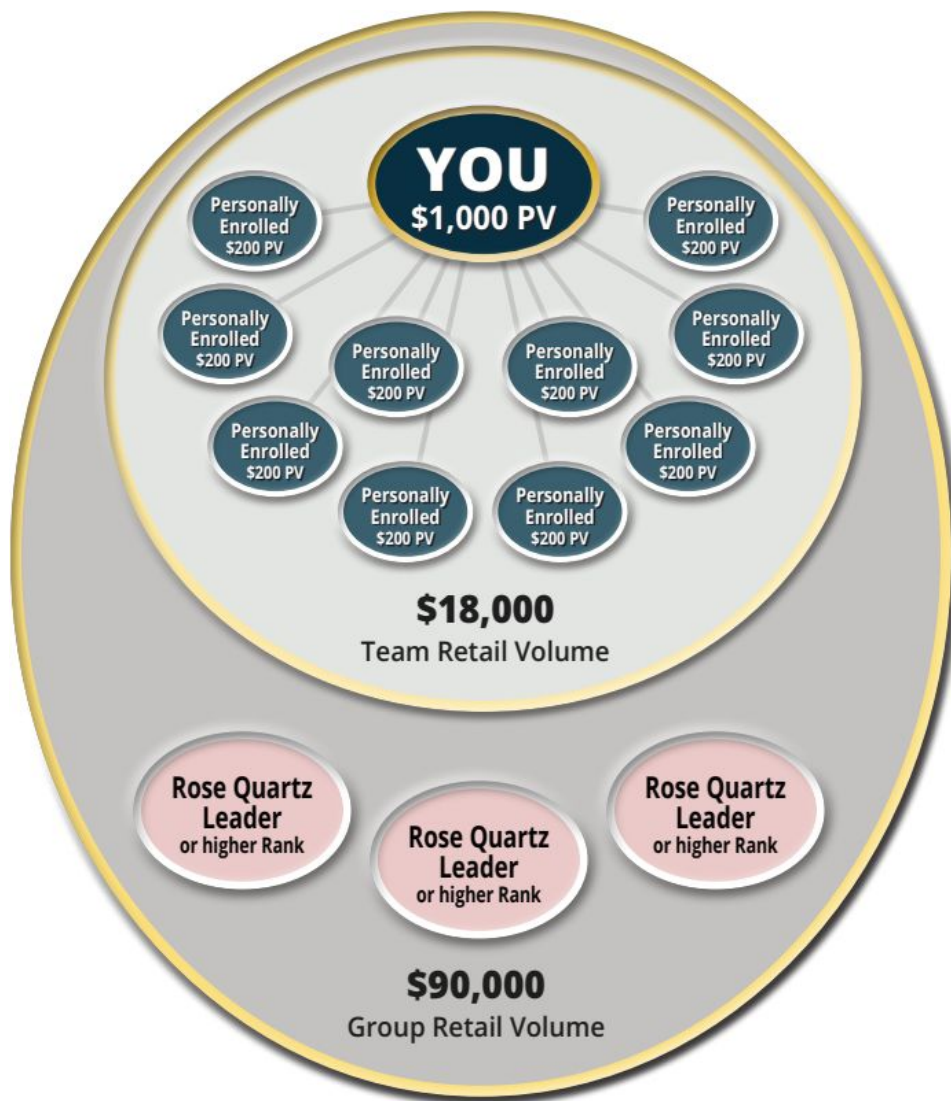 YOU
$1,000 PV
Personally
Enrolled
$200 PV
Personally
Enrolled
$200 PV
Personally
Enrolled
$200 PV
Personally
Enrolled
$200 PV
Personally
Enrolled
$200 PV
Personally
Enrolled
$200 PV
Personally
Enrolled
$200 PV
Personally
Enrolled
$200 PV
Personally
Enrolled
$200 PV
Personally
Enrolled
$200 PV
$18,000
Team Retail Volume
Rose Quartz
Leader
or higher Rank
Rose Quartz
Leader
or higher Rank
Rose Quartz
Leader
or higher Rank
$90,000
Group Retail Volume